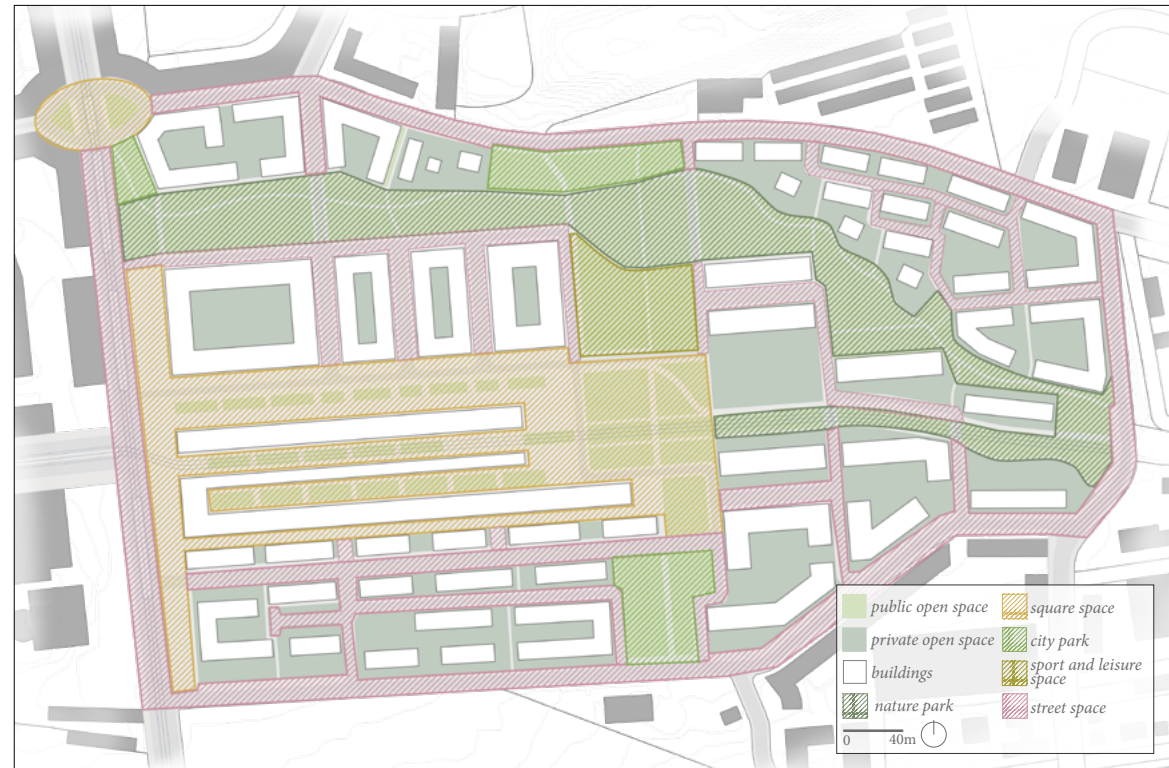 public open space
private open space
buildings
nature park
0 40m
square space
city park
sport and leisure
space
street space